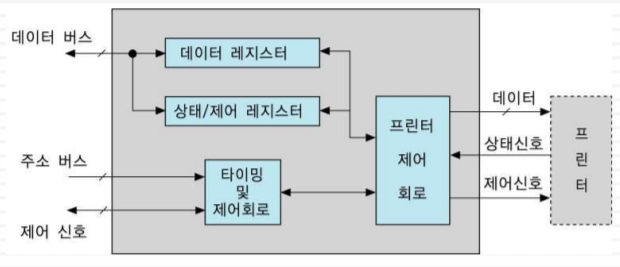 데이터 버스
데이터 레지스터
상태/제어 레지스터
주소 버스
제어 신호
타이밍
및
제어회로
프린터
제어
회로
데이터
상태신호
제어신호
프
린
터